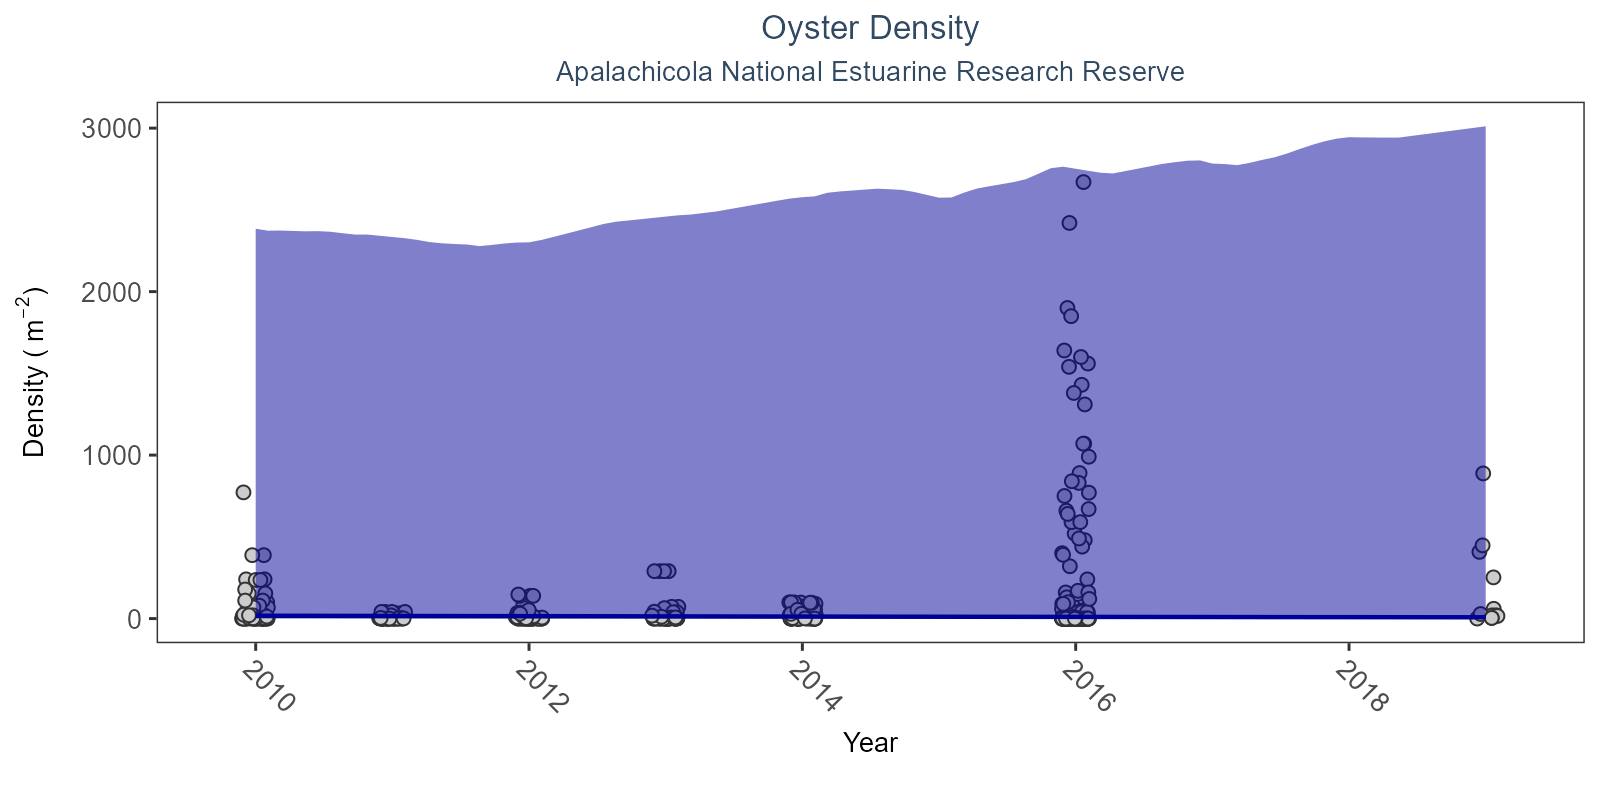 Oyster Density
Apalachicola National Estuarine Research Reserve
Density ( m⁻²)
3000
2000
1000
0
2010
2012
2014
2016
2018
Year